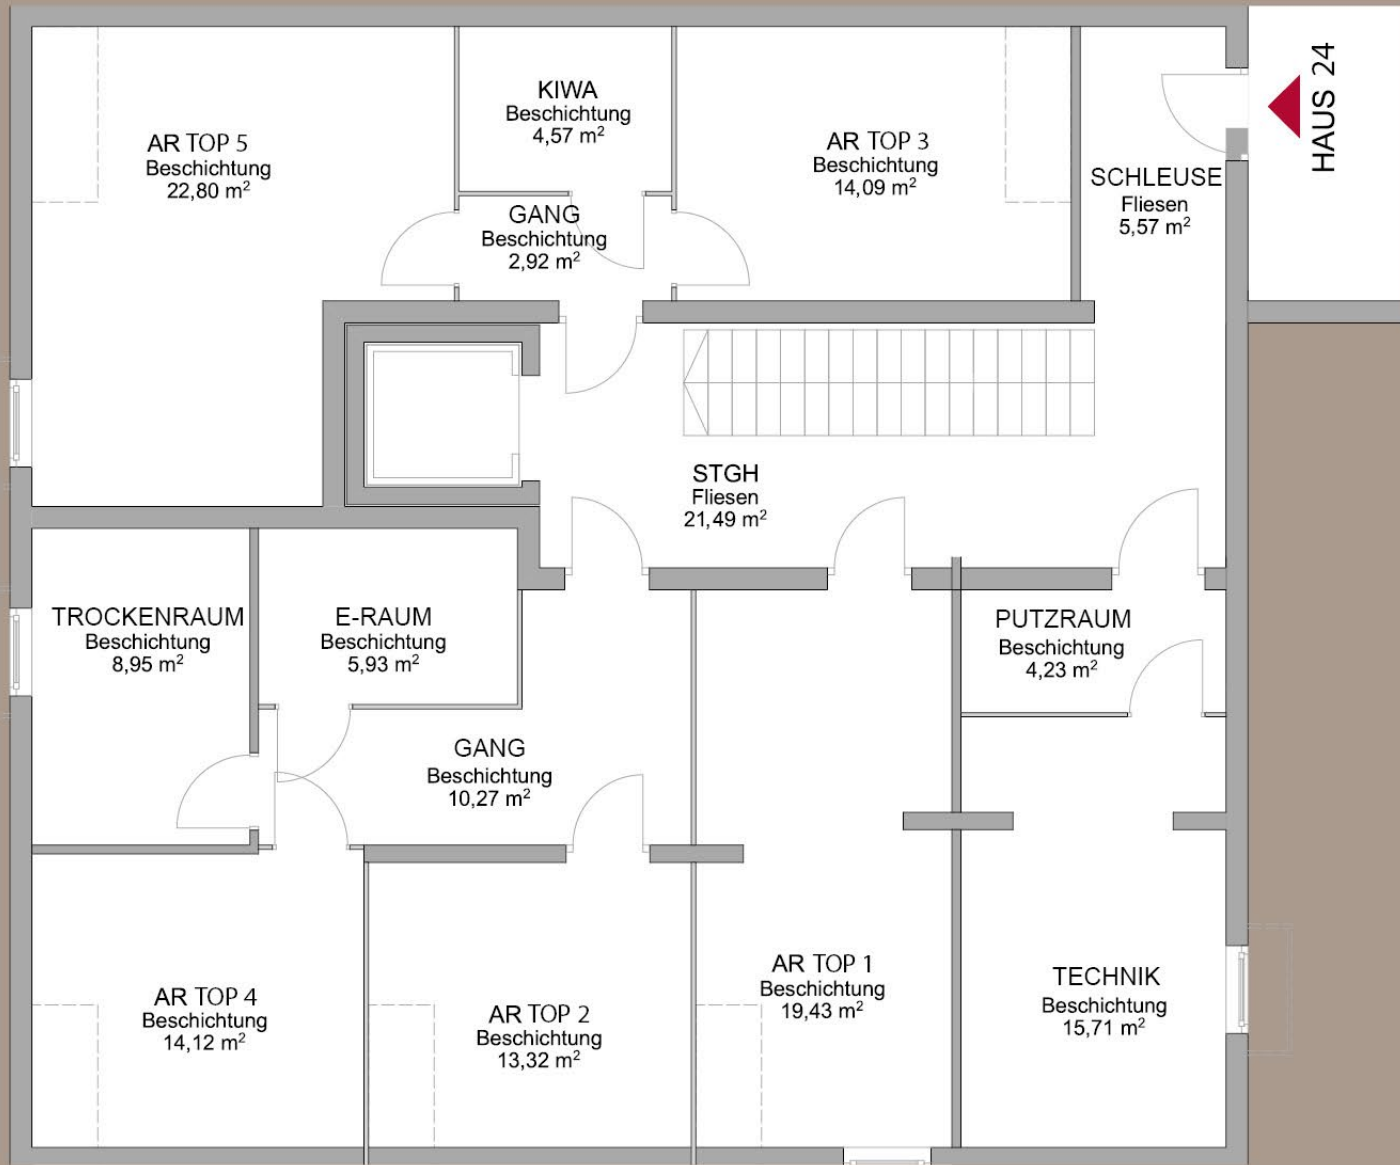 AR TOP 5
Beschichtung
22,80 m²
KIWA
Beschichtung
4,57 m²
GANG
Beschichtung
2,92 m²
AR TOP 3
Beschichtung
14,09 m²
SCHLEUSE
Fliesen
5,57 m²
HAUS 24
STGH
Fliesen
21,49 m²
TROCKENRAUM
Beschichtung
8,95 m²
E-RAUM
Beschichtung
5,93 m²
GANG
Beschichtung
10,27 m²
PUTZRAUM
Beschichtung
4,23 m²
AR TOP 4
Beschichtung
14,12 m²
AR TOP 2
Beschichtung
13,32 m²
AR TOP 1
Beschichtung
19,43 m²
TECHNIK
Beschichtung
15,71 m²